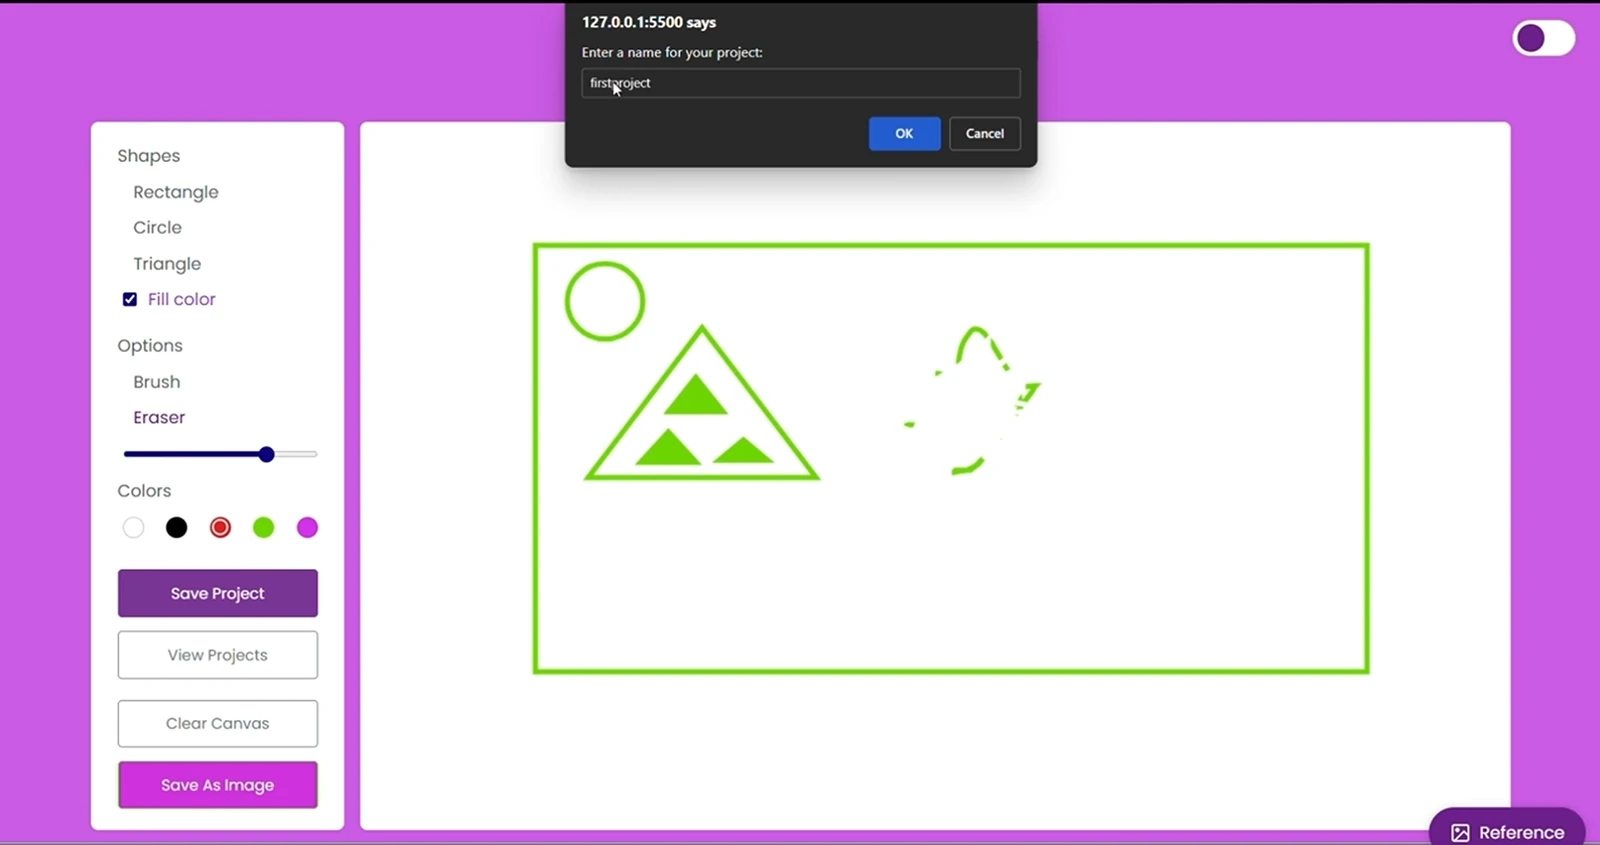 127.0.0.1:5500 says
Enter a name for your project:
firstproject
OK
Cancel
Shapes
Rectangle
Circle
Triangle
Fill color
Options
Brush
Eraser
Colors
Save Project
View Projects
Clear Canvas
Save As Image
Reference